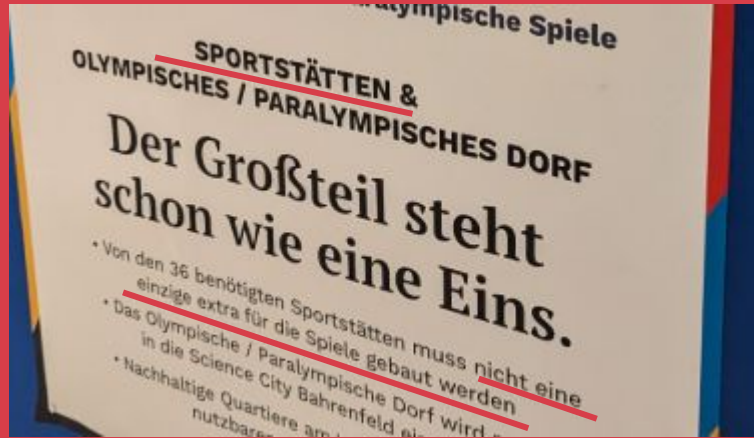 Spiele
SPORTSTÄTTEN &
OLYMPISCHES / PARALYMPISCHES DORF
Der Großteil steht
schon wie eine Eins.
• Von den 36 benötigten Sportstätten muss nicht eine
einzige extra für die Spiele gebaut werden
• Das Olympische / Paralympische Dorf wird
in die Science City Bahrenfeld
• Nachhaltige Quartiere am